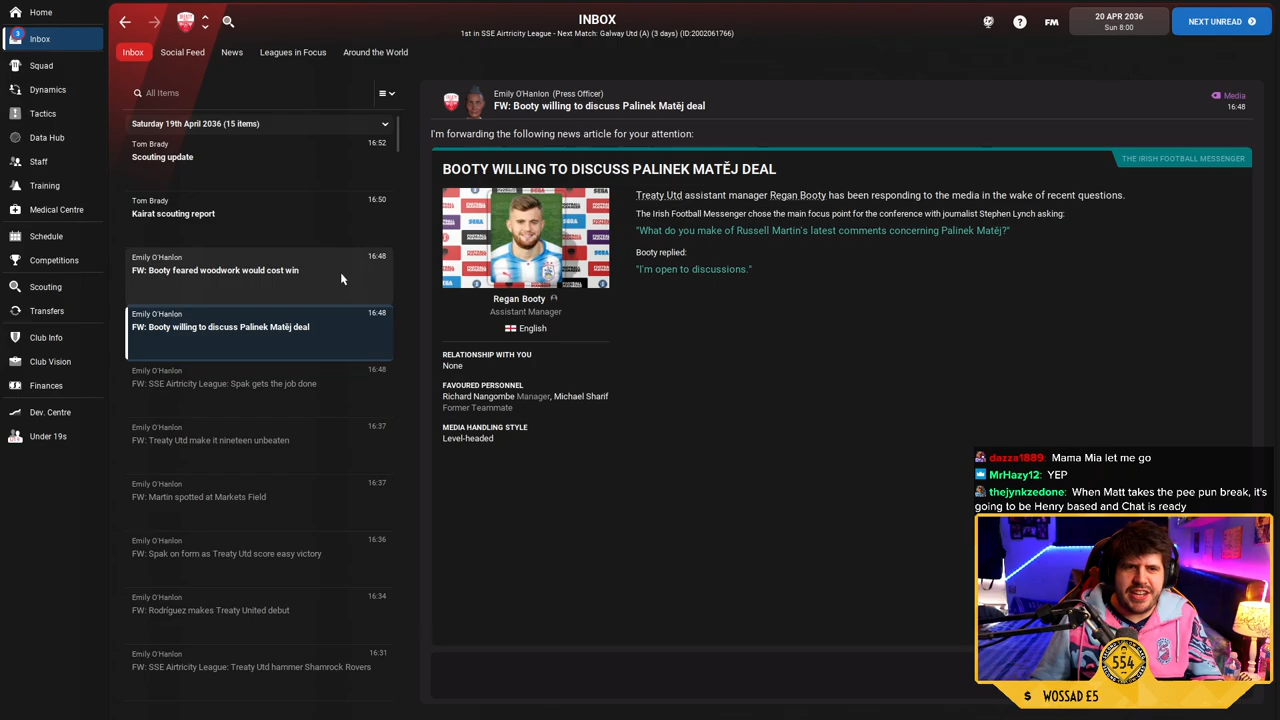 Home
3
Inbox
Squad
Dynamics
Tactics
Data Hub
Staff
Training
Medical Centre
Schedule
Competitions
Scouting
Transfers
Club Info
Club Vision
Finances
Dev. Centre
Under 19s
INBOX
1st in SSE Airtricity League - Next Match: Galway Utd (A) (3 days) (ID:2002061766)
FM
20 APR 2036
Sun 8:00
NEXT UNREAD
Inbox
Social Feed
News
Leagues in Focus
Around the World
All Items
Saturday 19th April 2036 (15 items)
Tom Brady 16:52
Scouting update
Tom Brady 16:50
Kairat scouting report
Emily O'Hanlon 16:48
FW: Booty feared woodwork would cost win
Emily O'Hanlon 16:48
FW: Booty willing to discuss Palinek Matěj deal
Emily O'Hanlon 16:48
FW: SSE Airtricity League: Spak gets the job done
Emily O'Hanlon 16:37
FW: Treaty Utd make it nineteen unbeaten
Emily O'Hanlon 16:37
FW: Martin spotted at Markets Field
Emily O'Hanlon 16:36
FW: Spak on form as Treaty Utd score easy victory
Emily O'Hanlon 16:34
FW: Rodríguez makes Treaty United debut
Emily O'Hanlon 16:31
FW: SSE Airtricity League: Treaty Utd hammer Shamrock Rovers
Emily O'Hanlon (Press Officer)
FW: Booty willing to discuss Palinek Matěj deal
Media
16:48
I'm forwarding the following news article for your attention:
THE IRISH FOOTBALL MESSENGER
BOOTY WILLING TO DISCUSS PALINEK MATĚJ DEAL
SEGA
Regan Booty
Assistant Manager
English
RELATIONSHIP WITH YOU
None
FAVOURED PERSONNEL
Richard Nangombe Manager, Michael Sharif
Former Teammate
MEDIA HANDLING STYLE
Level-headed
Treaty Utd assistant manager Regan Booty has been responding to the media in the wake of recent questions.
The Irish Football Messenger chose the main focus point for the conference with journalist Stephen Lynch asking:
"What do you make of Russell Martin's latest comments concerning Palinek Matěj?"
Booty replied:
"I'm open to discussions."
dazza1889: Mama Mia let me go
MrHazy12: YEP
thejynkzedone: When Matt takes the pee pun break, it's
going to be Henry based and Chat is ready
554
$ WOSSAD £5